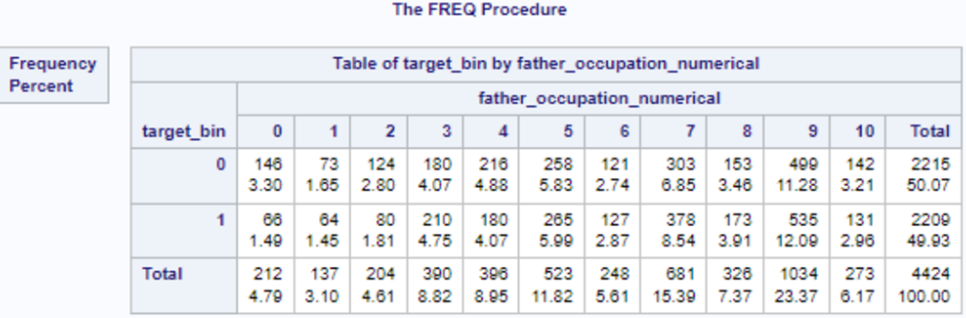 The FREQ Procedure
Frequency
Percent
Table of target_bin by father_occupation_numerical
father_occupation_numerical
target_bin 0 1 2 3 4 5 6 7 8 9 10 Total
0 146 73 124 180 216 258 121 303 153 499 142 2215
3.30 1.65 2.80 4.07 4.88 5.83 2.74 6.85 3.46 11.28 3.21 50.07
1 66 64 80 210 180 265 127 378 173 535 131 2209
1.49 1.45 1.81 4.75 4.07 5.99 2.87 8.54 3.91 12.09 2.96 49.93
Total 212 137 204 390 396 523 248 681 326 1034 273 4424
4.79 3.10 4.61 8.82 8.95 11.82 5.61 15.39 7.37 23.37 6.17 100.00